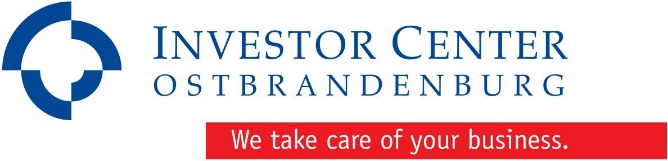 INVESTOR CENTER
OSTBRANDENBURG
We take care of your business.